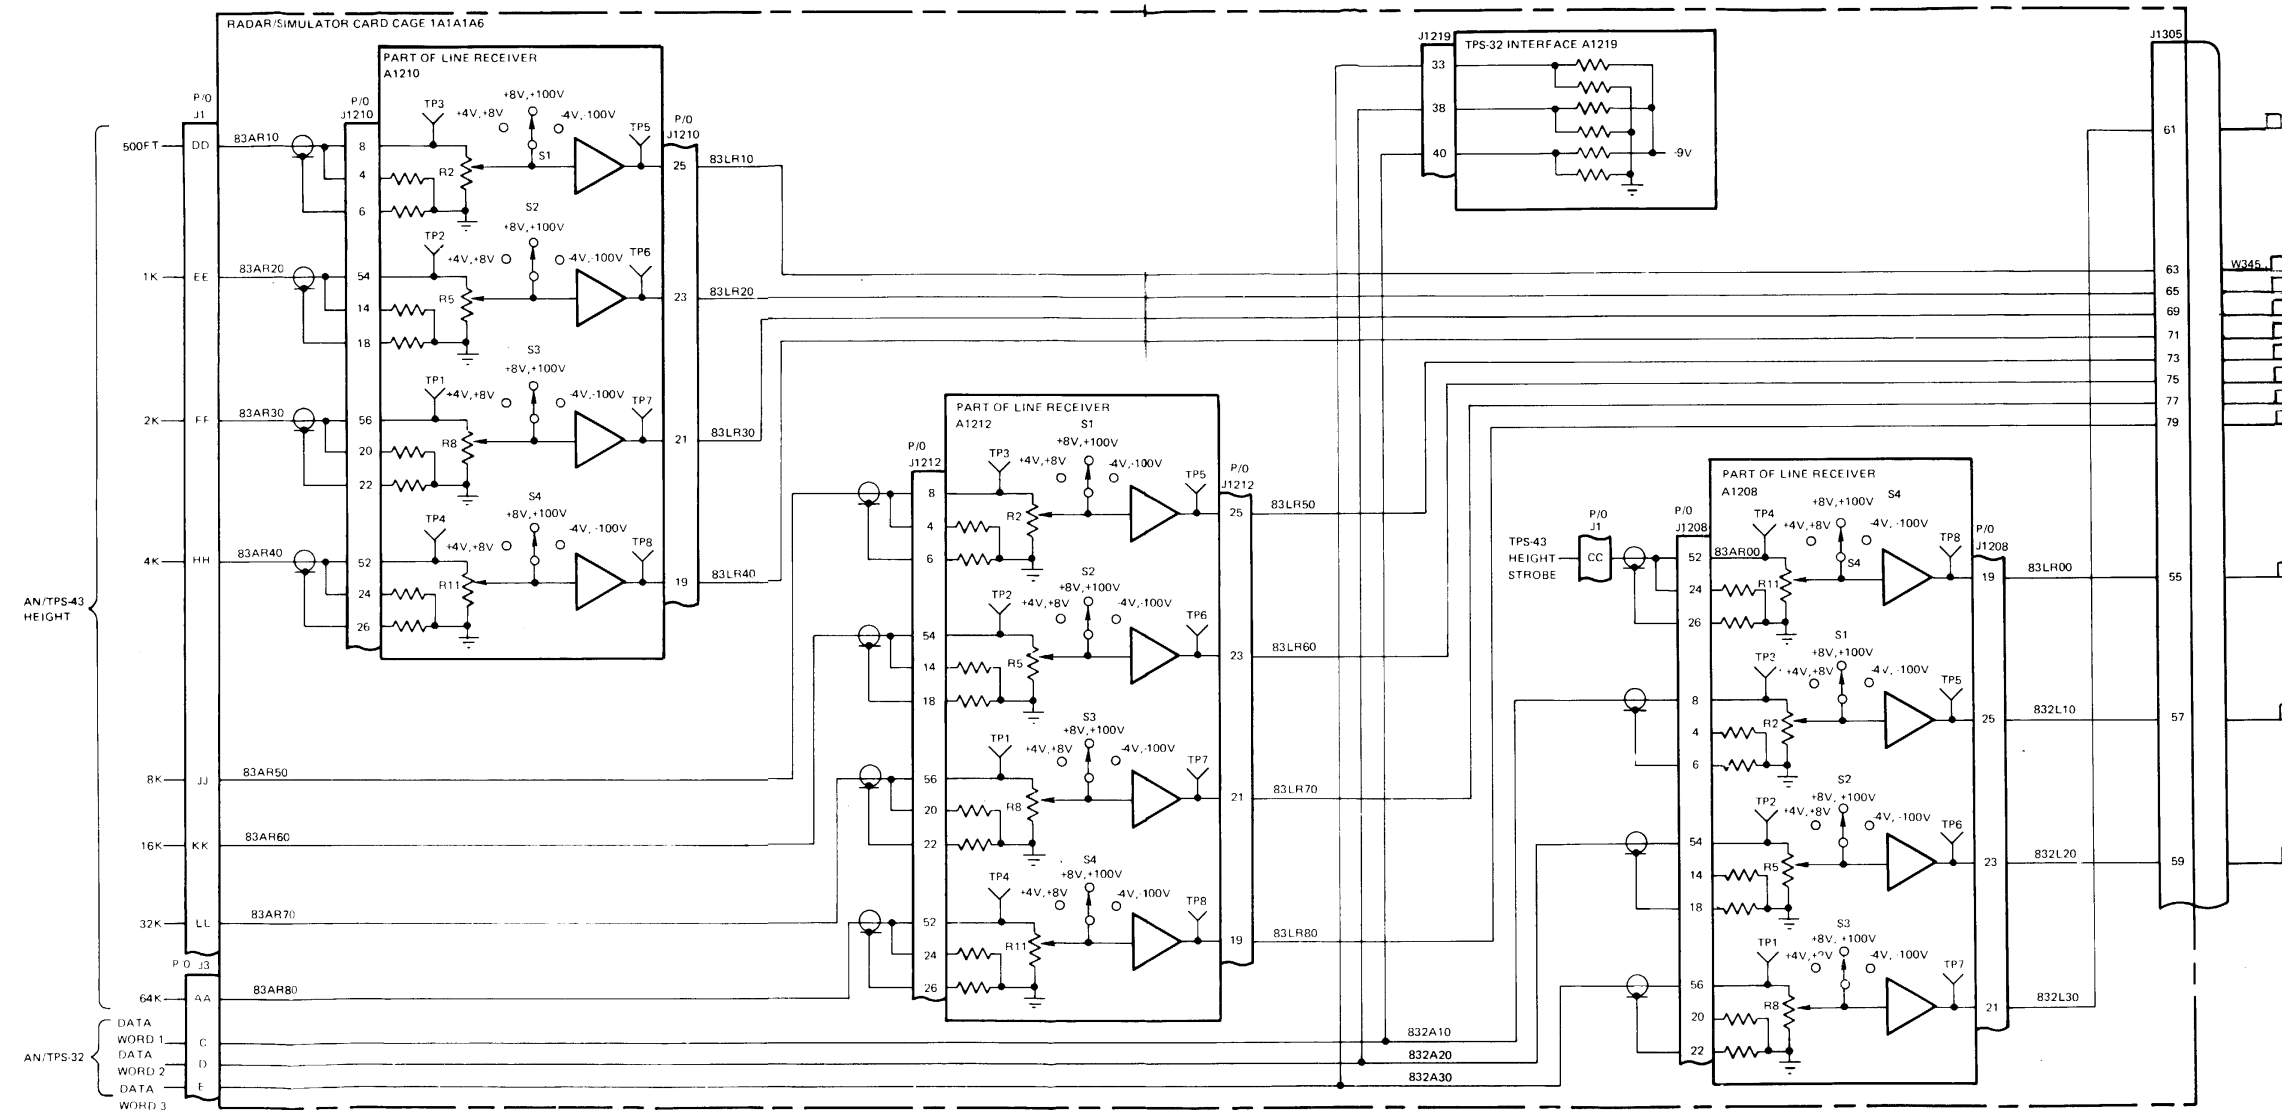 RADAR/SIMULATOR CARD CAGE 1A1A1A6
PART OF LINE RECEIVER
A1210
P/O
J1
P/O
J1210
P/O
J1210
AN/TPS-43
HEIGHT
500FT
DD
83AR10
8
4
6
TP3
R2
+4V,+8V
+8V,+100V
-4V,-100V
S1
TP5
25
83LR10
1K
EE
83AR20
54
14
18
TP2
R5
S2
+8V,+100V
+4V,+8V
-4V,-100V
TP6
23
83LR20
2K
FF
83AR30
56
20
22
TP1
R8
S3
+8V,+100V
+4V,+8V
-4V,-100V
TP7
21
83LR30
4K
HH
83AR40
52
24
26
TP4
R11
S4
+8V,+100V
+4V,+8V
-4V,-100V
TP8
19
83LR40
8K
JJ
83AR50
16K
KK
83AR60
32K
LL
83AR70
P O J3
64K
AA
83AR80
AN/TPS-32
DATA
WORD 1
C
DATA
WORD 2
D
DATA
WORD 3
E
832A10
832A20
832A30
PART OF LINE RECEIVER
A1212
P/O
J1212
P/O
J1212
8
4
6
TP3
R2
S1
+8V,+100V
+4V,+8V
-4V,-100V
TP5
25
83LR50
54
14
18
TP2
R5
S2
+8V,+100V
+4V,+8V
-4V,-100V
TP6
23
83LR60
56
20
22
TP1
R8
S3
+8V,+100V
+4V,+8V
-4V,-100V
TP7
21
83LR70
52
24
26
TP4
R11
S4
+8V,+100V
+4V,+8V
-4V,-100V
TP8
19
83LR80
J1219
TPS-32 INTERFACE A1219
33
38
40
-9V
PART OF LINE RECEIVER
A1208
TPS-43
HEIGHT
STROBE
P/O
J1
CC
P/O
J1208
P/O
J1208
52
83AR00
24
26
TP4
R11
S4
+8V,+100V
+4V,+8V
-4V,-100V
S4
TP8
19
83LR00
8
4
6
TP3
R2
S1
+8V,+100V
+4V,+8V
-4V,-100V
TP5
25
832L10
54
14
18
TP2
R5
S2
+8V,+100V
+4V,+8V
-4V,-100V
TP6
23
832L20
56
20
22
TP1
R8
S3
+8V,+100V
-4V,-100V
TP7
21
832L30
J1305
61
63
65
69
71
73
75
77
79
55
57
59
W345